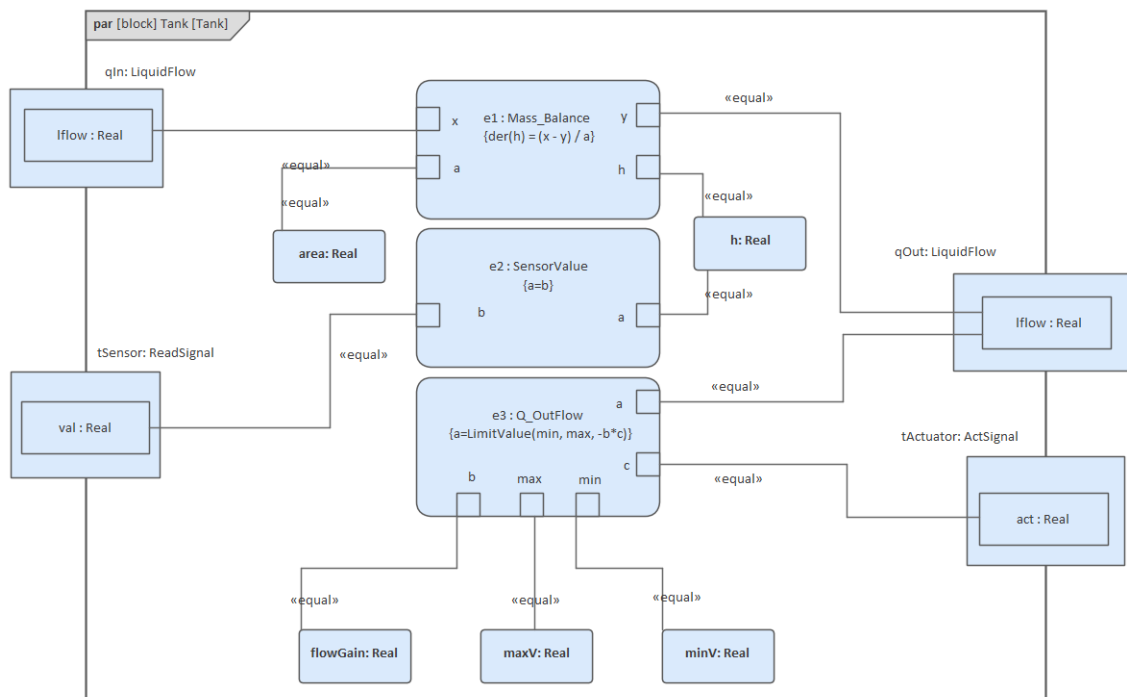 par [block] Tank [Tank]
qIn: LiquidFlow
lflow : Real
x
e1 : Mass_Balance
{der(h) = (x - y) / a}
y
«equal»
a
h
«equal»
«equal»
«equal»
area: Real
h: Real
e2 : SensorValue
{a=b}
b
a
«equal»
qOut: LiquidFlow
lflow : Real
tSensor: ReadSignal
«equal»
val : Real
e3 : Q_OutFlow
{a=LimitValue(min, max, -b*c)}
a
«equal»
c
«equal»
b
max
min
tActuator: ActSignal
act : Real
«equal»
«equal»
«equal»
flowGain: Real
maxV: Real
minV: Real